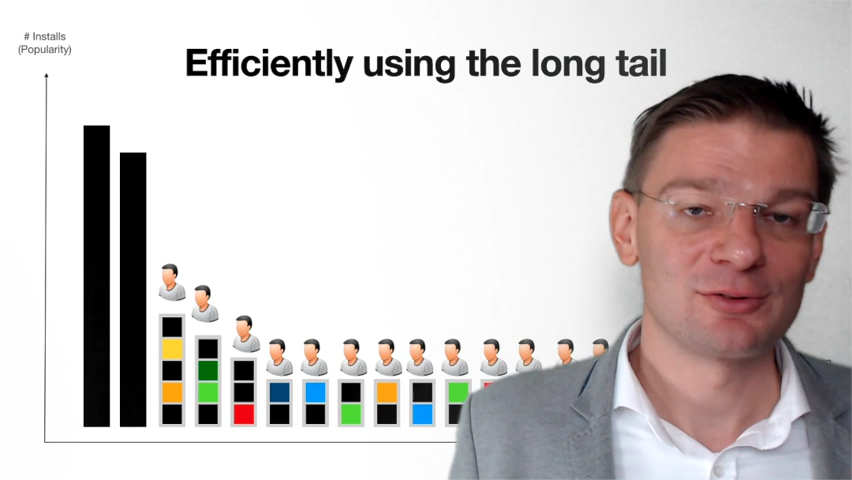 # Installs
(Popularity)
Efficiently using the long tail